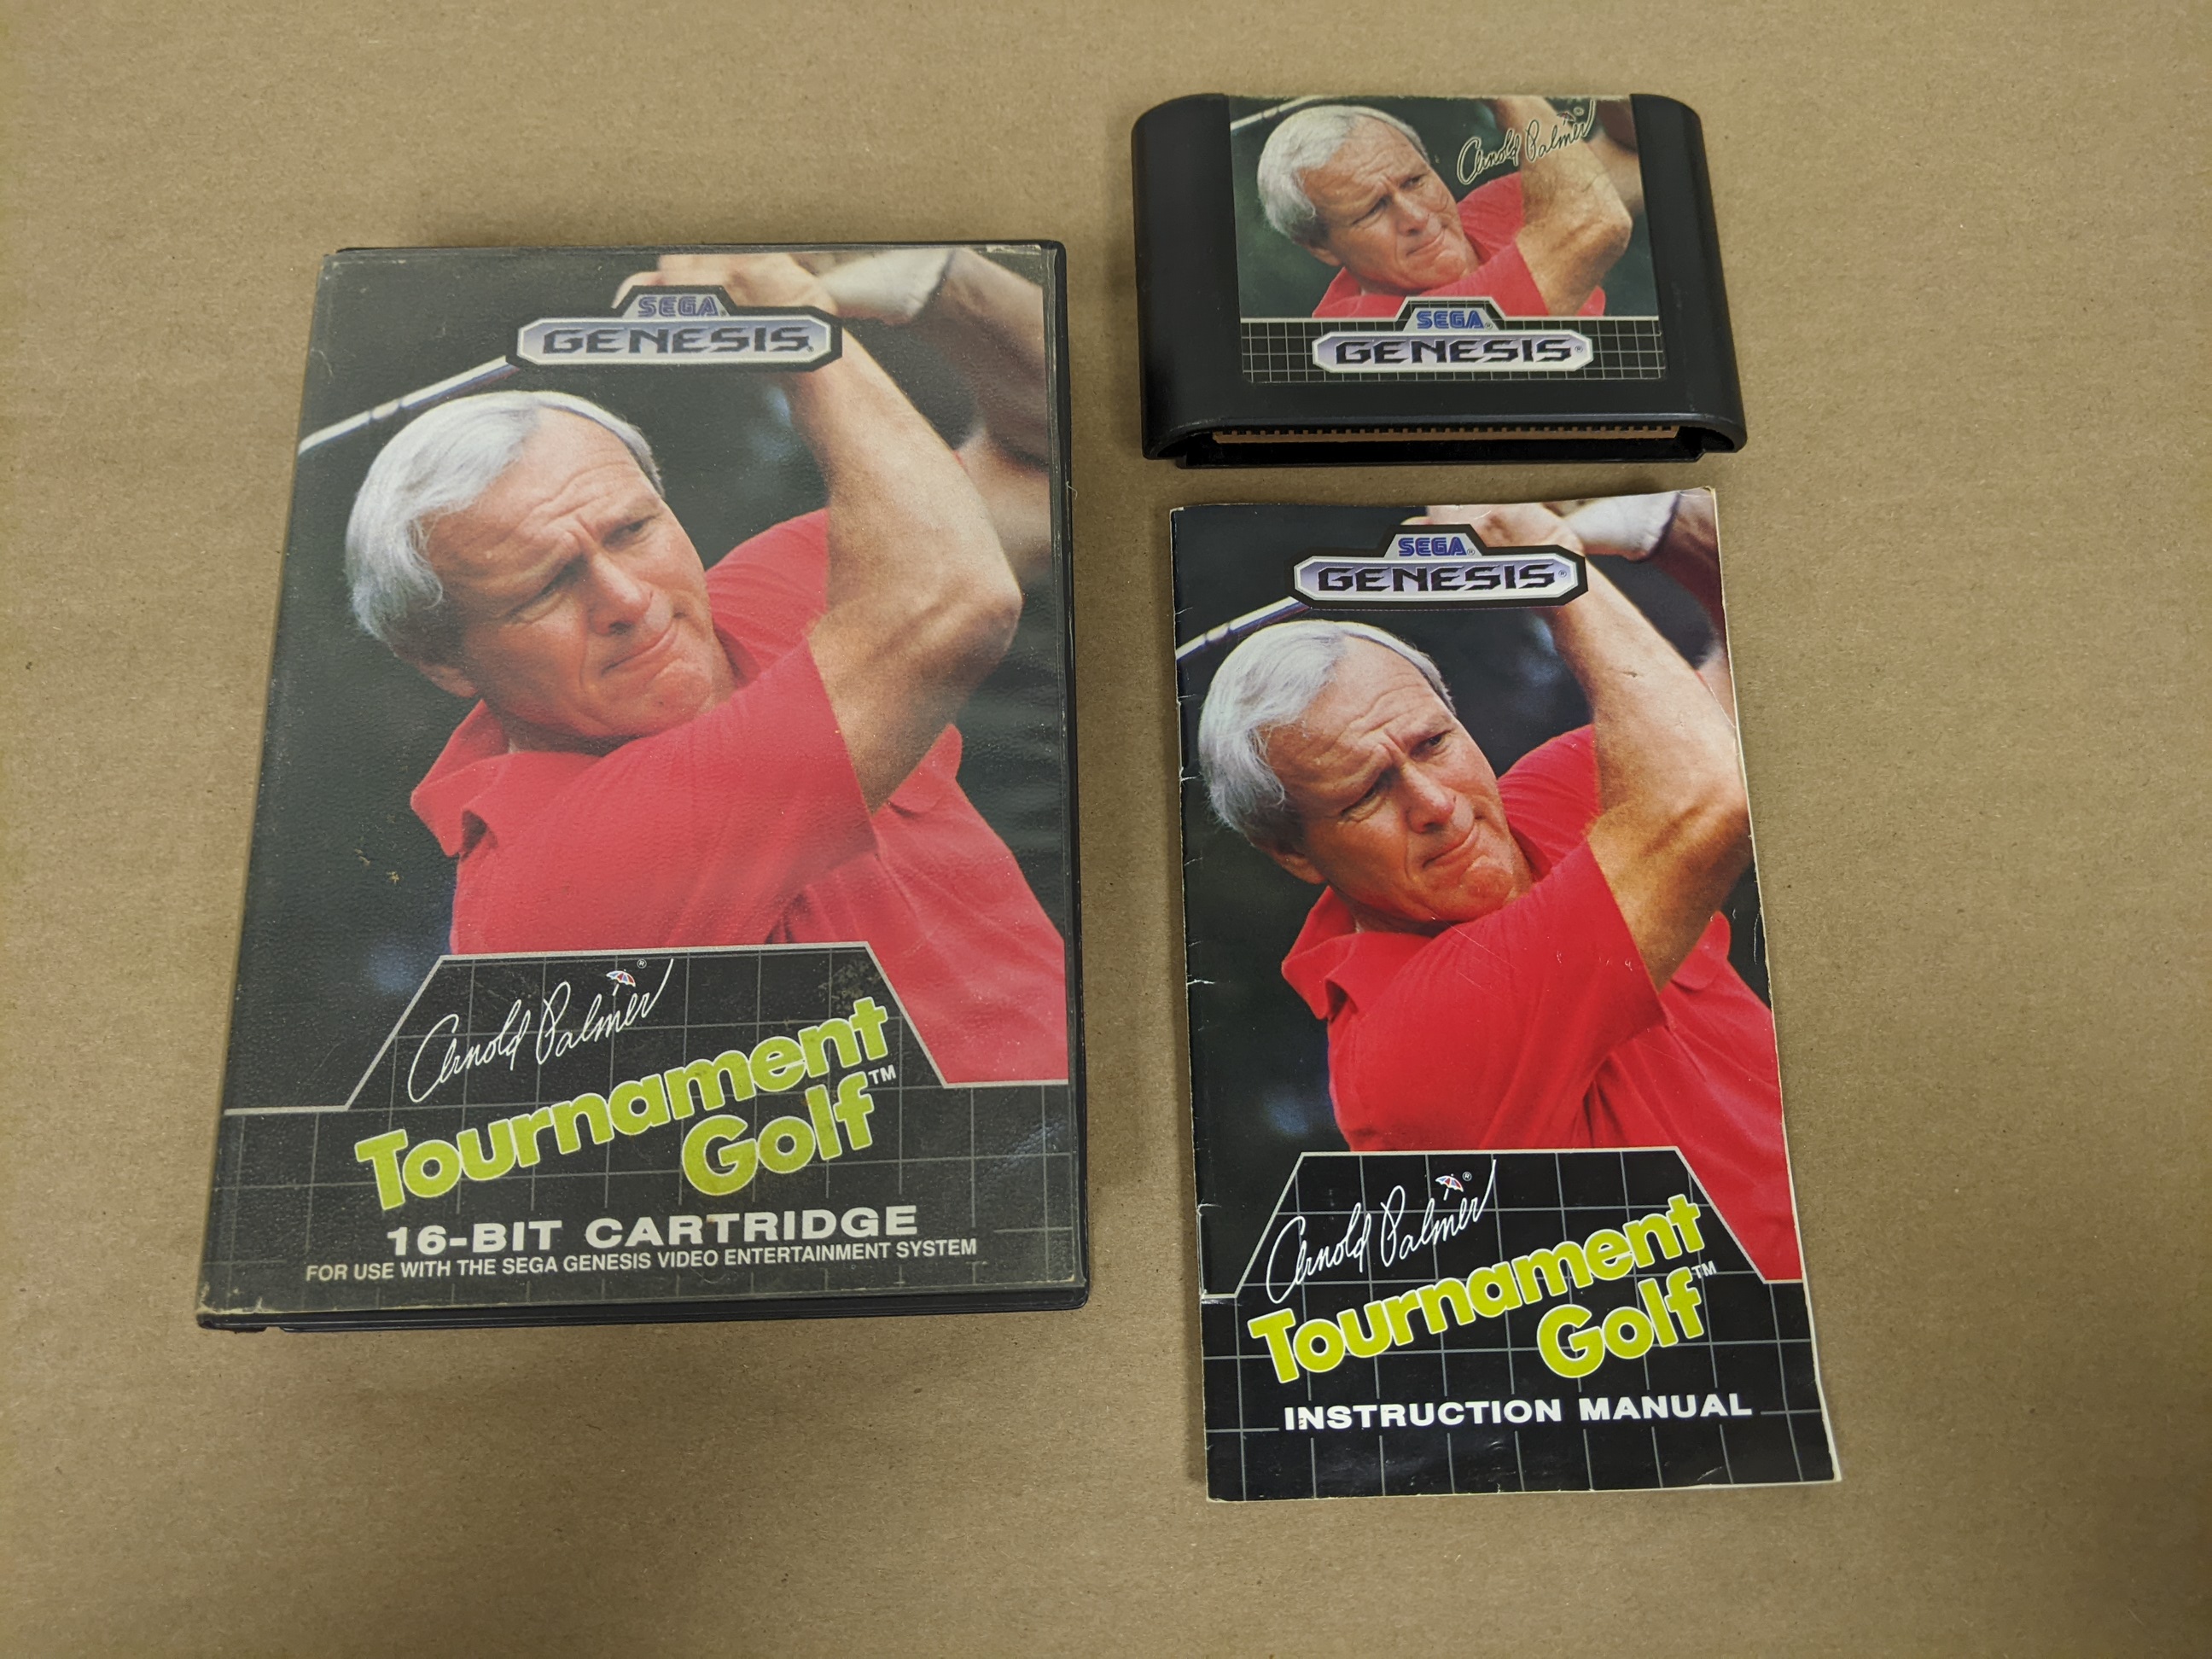 SEGA®
GENESIS®
Arnold Palmer®
Tournament
Golf™
16-BIT CARTRIDGE
FOR USE WITH THE SEGA GENESIS VIDEO ENTERTAINMENT SYSTEM
Arnold Palmer®
SEGA®
GENESIS®
SEGA®
GENESIS®
Arnold Palmer®
Tournament
Golf™
INSTRUCTION MANUAL